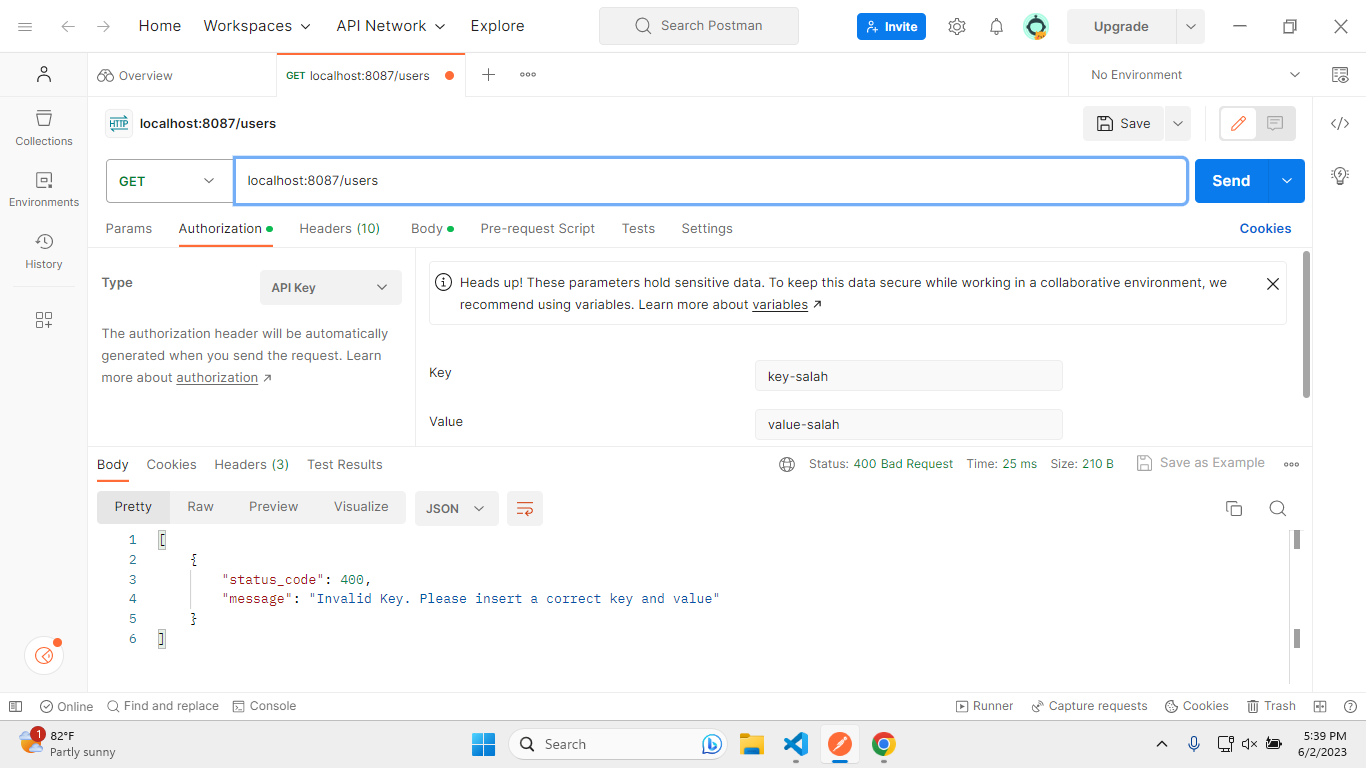 Home Workspaces API Network Explore Search Postman Invite Upgrade
Overview GET localhost:8087/users No Environment
HTTP localhost:8087/users Save
GET localhost:8087/users Send
Params Authorization Headers (10) Body Pre-request Script Tests Settings Cookies
Collections
Environments
History
Type API Key
The authorization header will be automatically
generated when you send the request. Learn
more about authorization ↗
Heads up! These parameters hold sensitive data. To keep this data secure while working in a collaborative environment, we
recommend using variables. Learn more about variables ↗
Key key-salah
Value value-salah
Body Cookies Headers (3) Test Results Status: 400 Bad Request Time: 25 ms Size: 210 B Save as Example
Pretty Raw Preview Visualize JSON
1 [
2 {
3 "status_code": 400,
4 "message": "Invalid Key. Please insert a correct key and value"
5 }
6 ]
Online Find and replace Console Runner Capture requests Cookies Trash
1 82°F
Partly sunny
Search
5:39 PM
6/2/2023